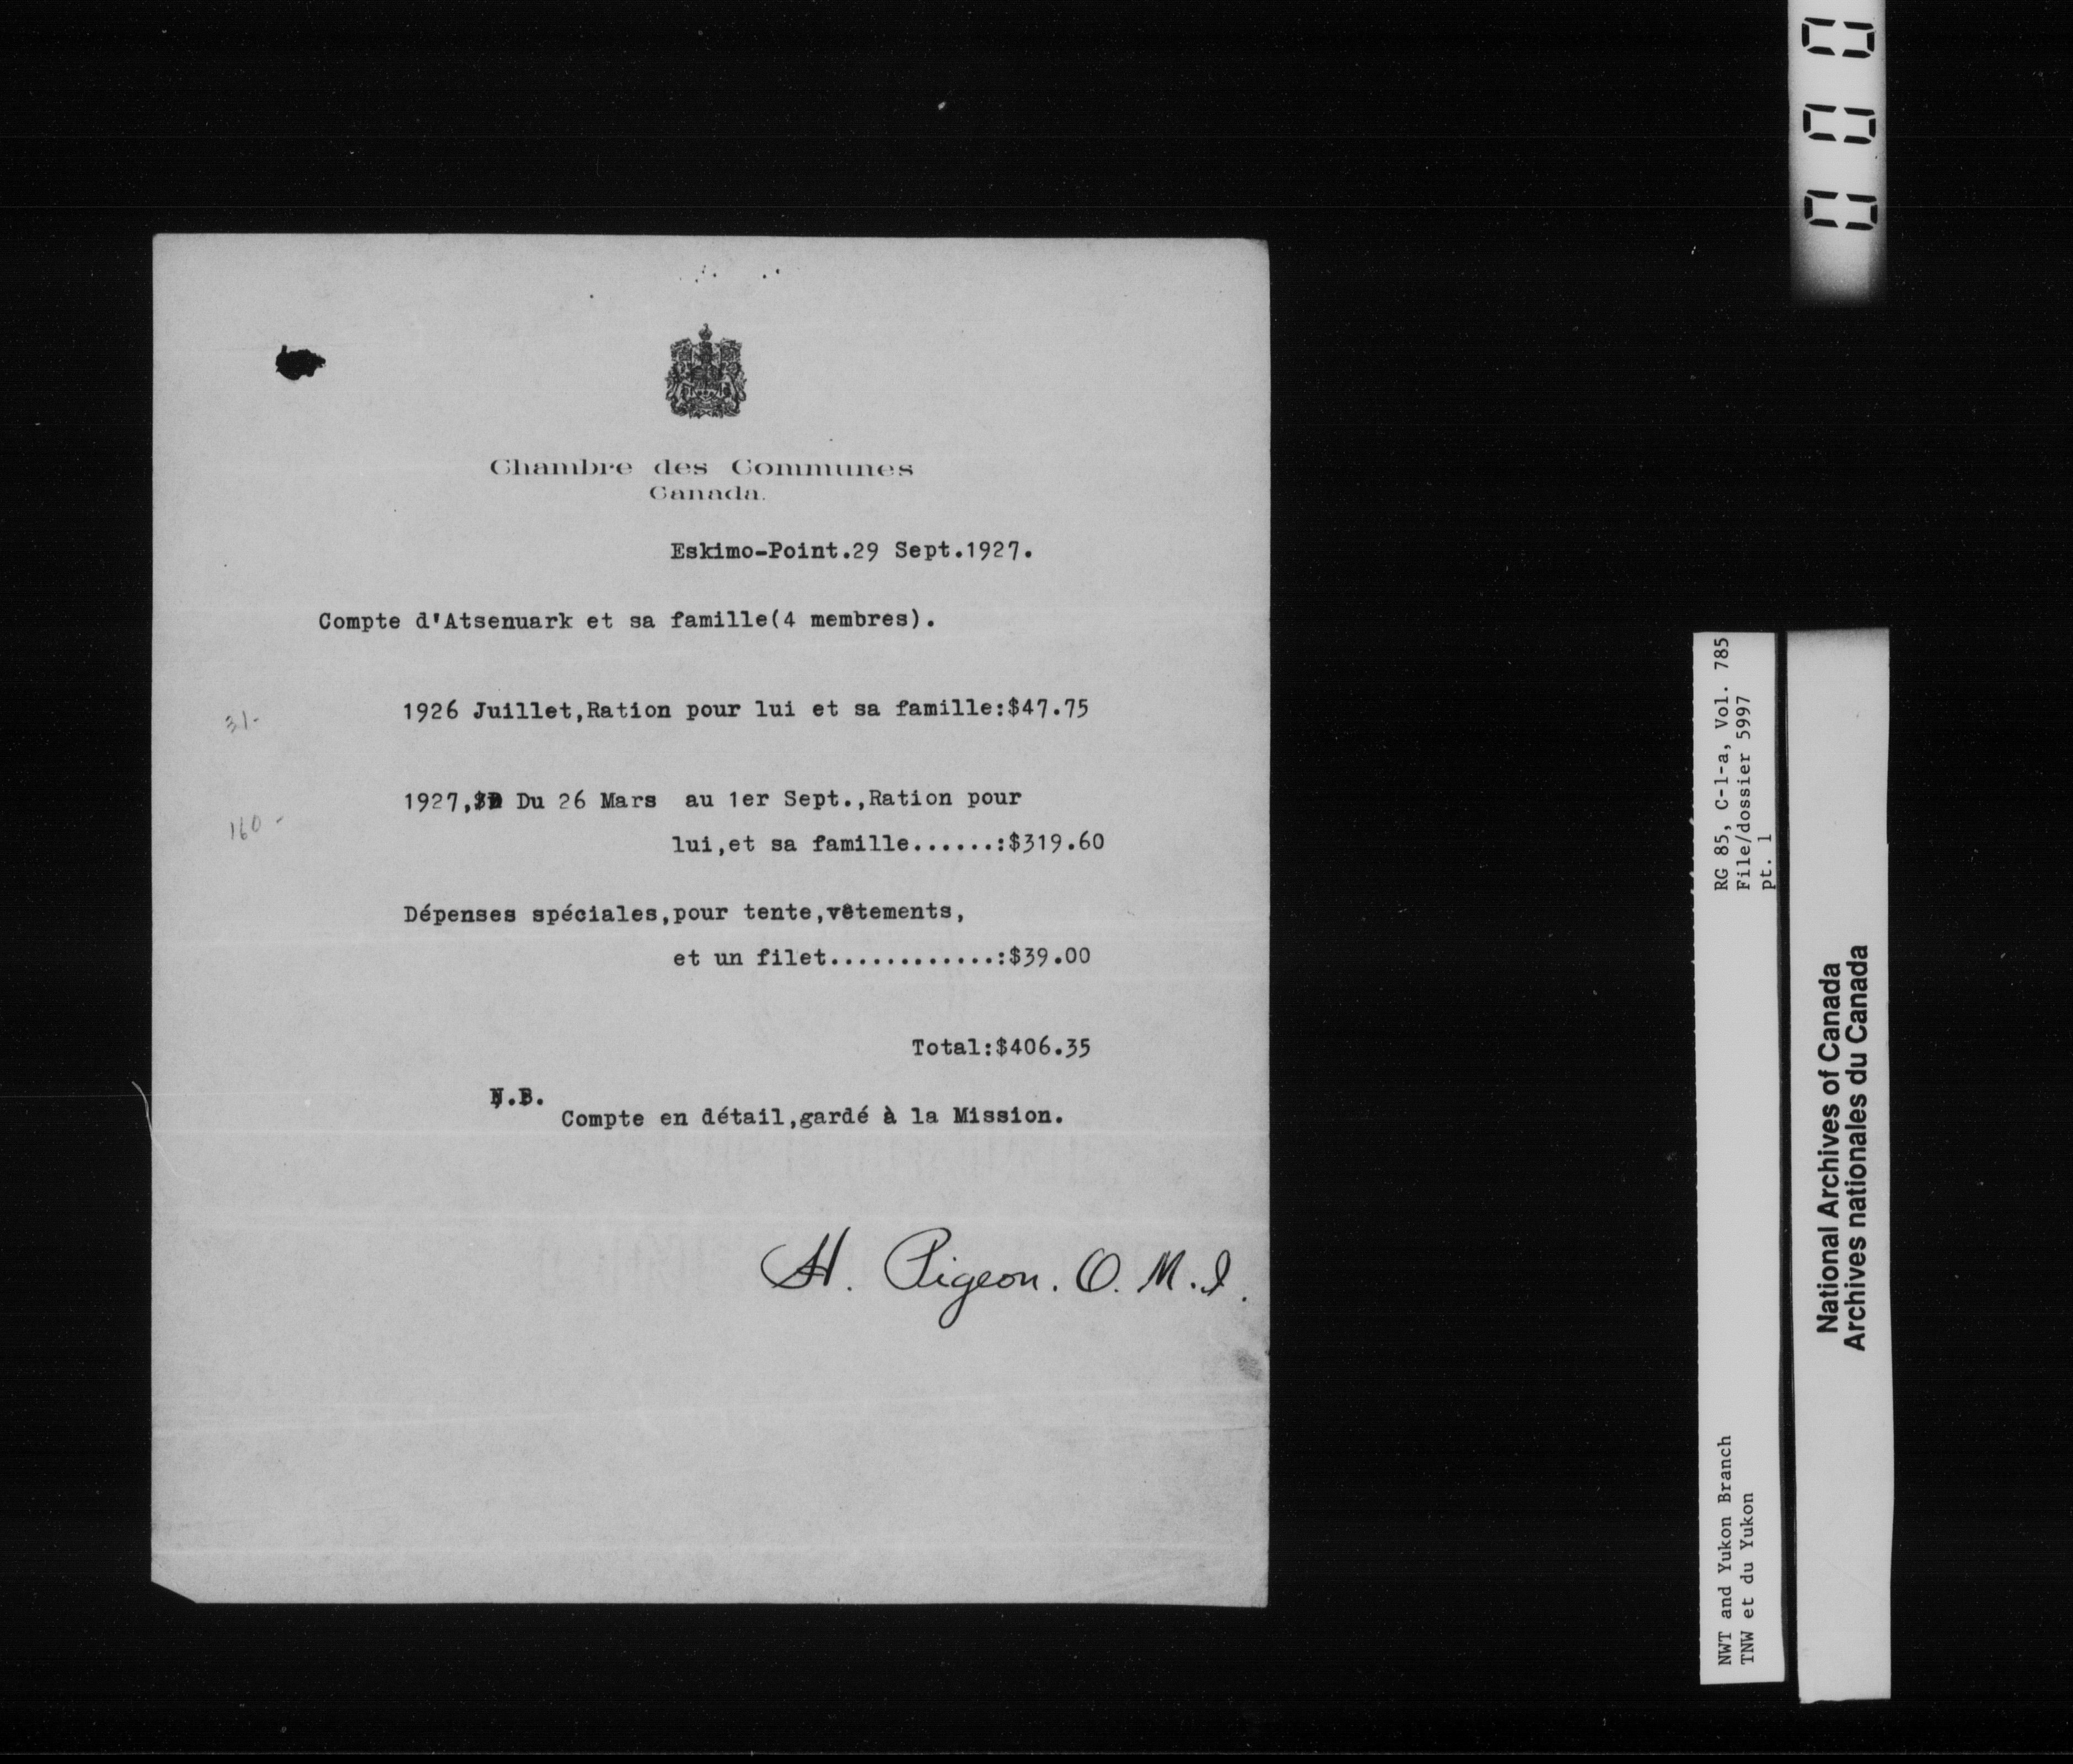 Chambre des Communes
Canada.
Eskimo-Point.29 Sept.1927.
Compte d'Atsenuark et sa famille(4 membres).
31-
1926 Juillet,Ration pour lui et sa famille:$47.75
160 -
1927, Du 26 Mars au 1er Sept.,Ration pour
lui,et sa famille......:$319.60
Dépenses spéciales,pour tente,vêtements,
et un filet............:$39.00
Total:$406.35
N.B.
Compte en détail,gardé à la Mission.
H. Pigeon. O. M. I.
RG 85, C-1-a, Vol. 785
File/dossier 5997
pt. 1
NWT and Yukon Branch
TNW et du Yukon
National Archives of Canada
Archives nationales du Canada